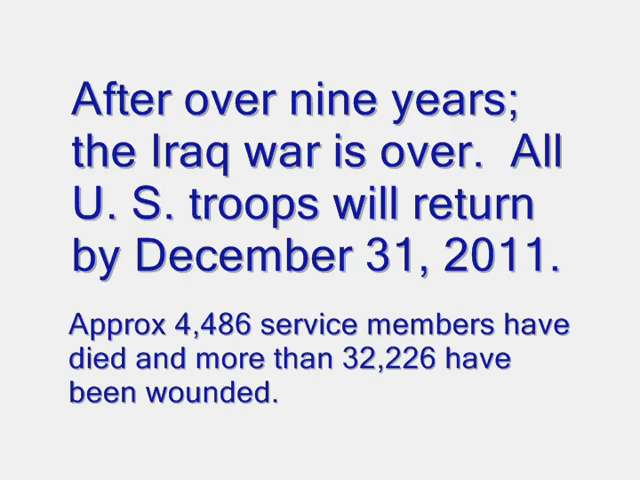 After over nine years;
the Iraq war is over.  All
U. S. troops will return
by December 31, 2011.
Approx 4,486 service members have
died and more than 32,226 have
been wounded.